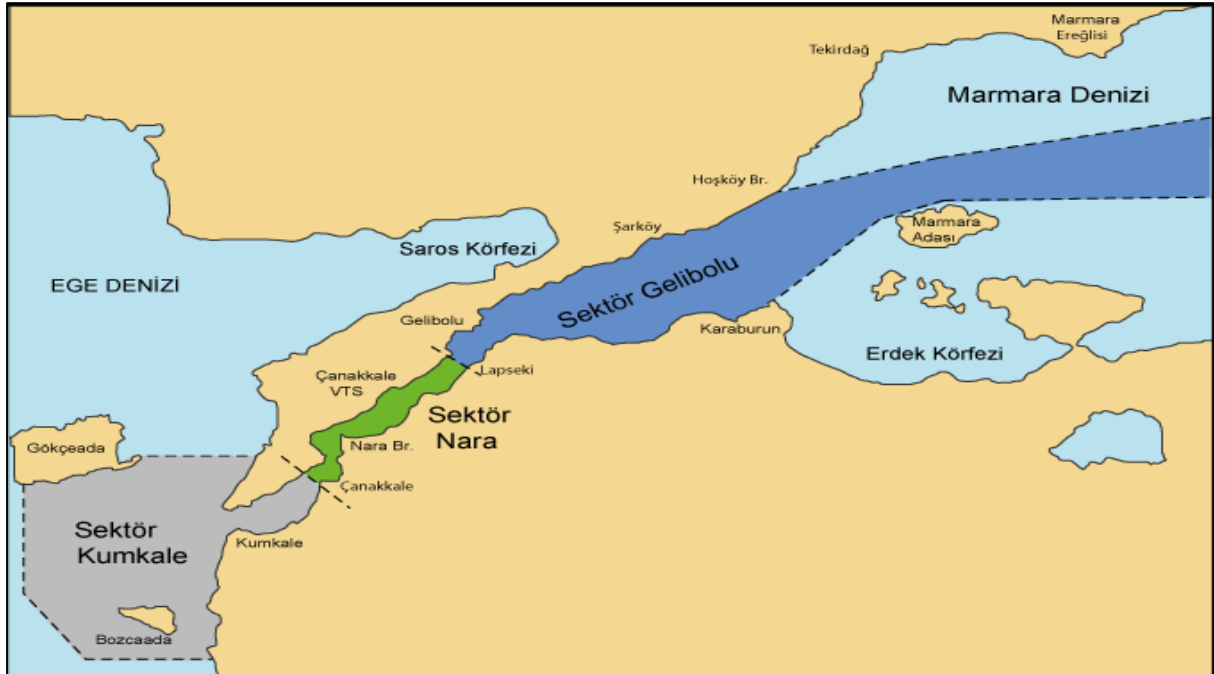 Marmara
Ereğlisi
Tekirdağ
Marmara Denizi
Hoşköy Br.
Şarköy
Marmara
Adası
Saros Körfezi
EGE DENİZİ
Sektör Gelibolu
Gelibolu
Karaburun
Erdek Körfezi
Lapseki
Çanakkale
VTS
Sektör
Nara
Nara Br.
Gökçeada
Çanakkale
Sektör
Kumkale
Kumkale
Bozcaada